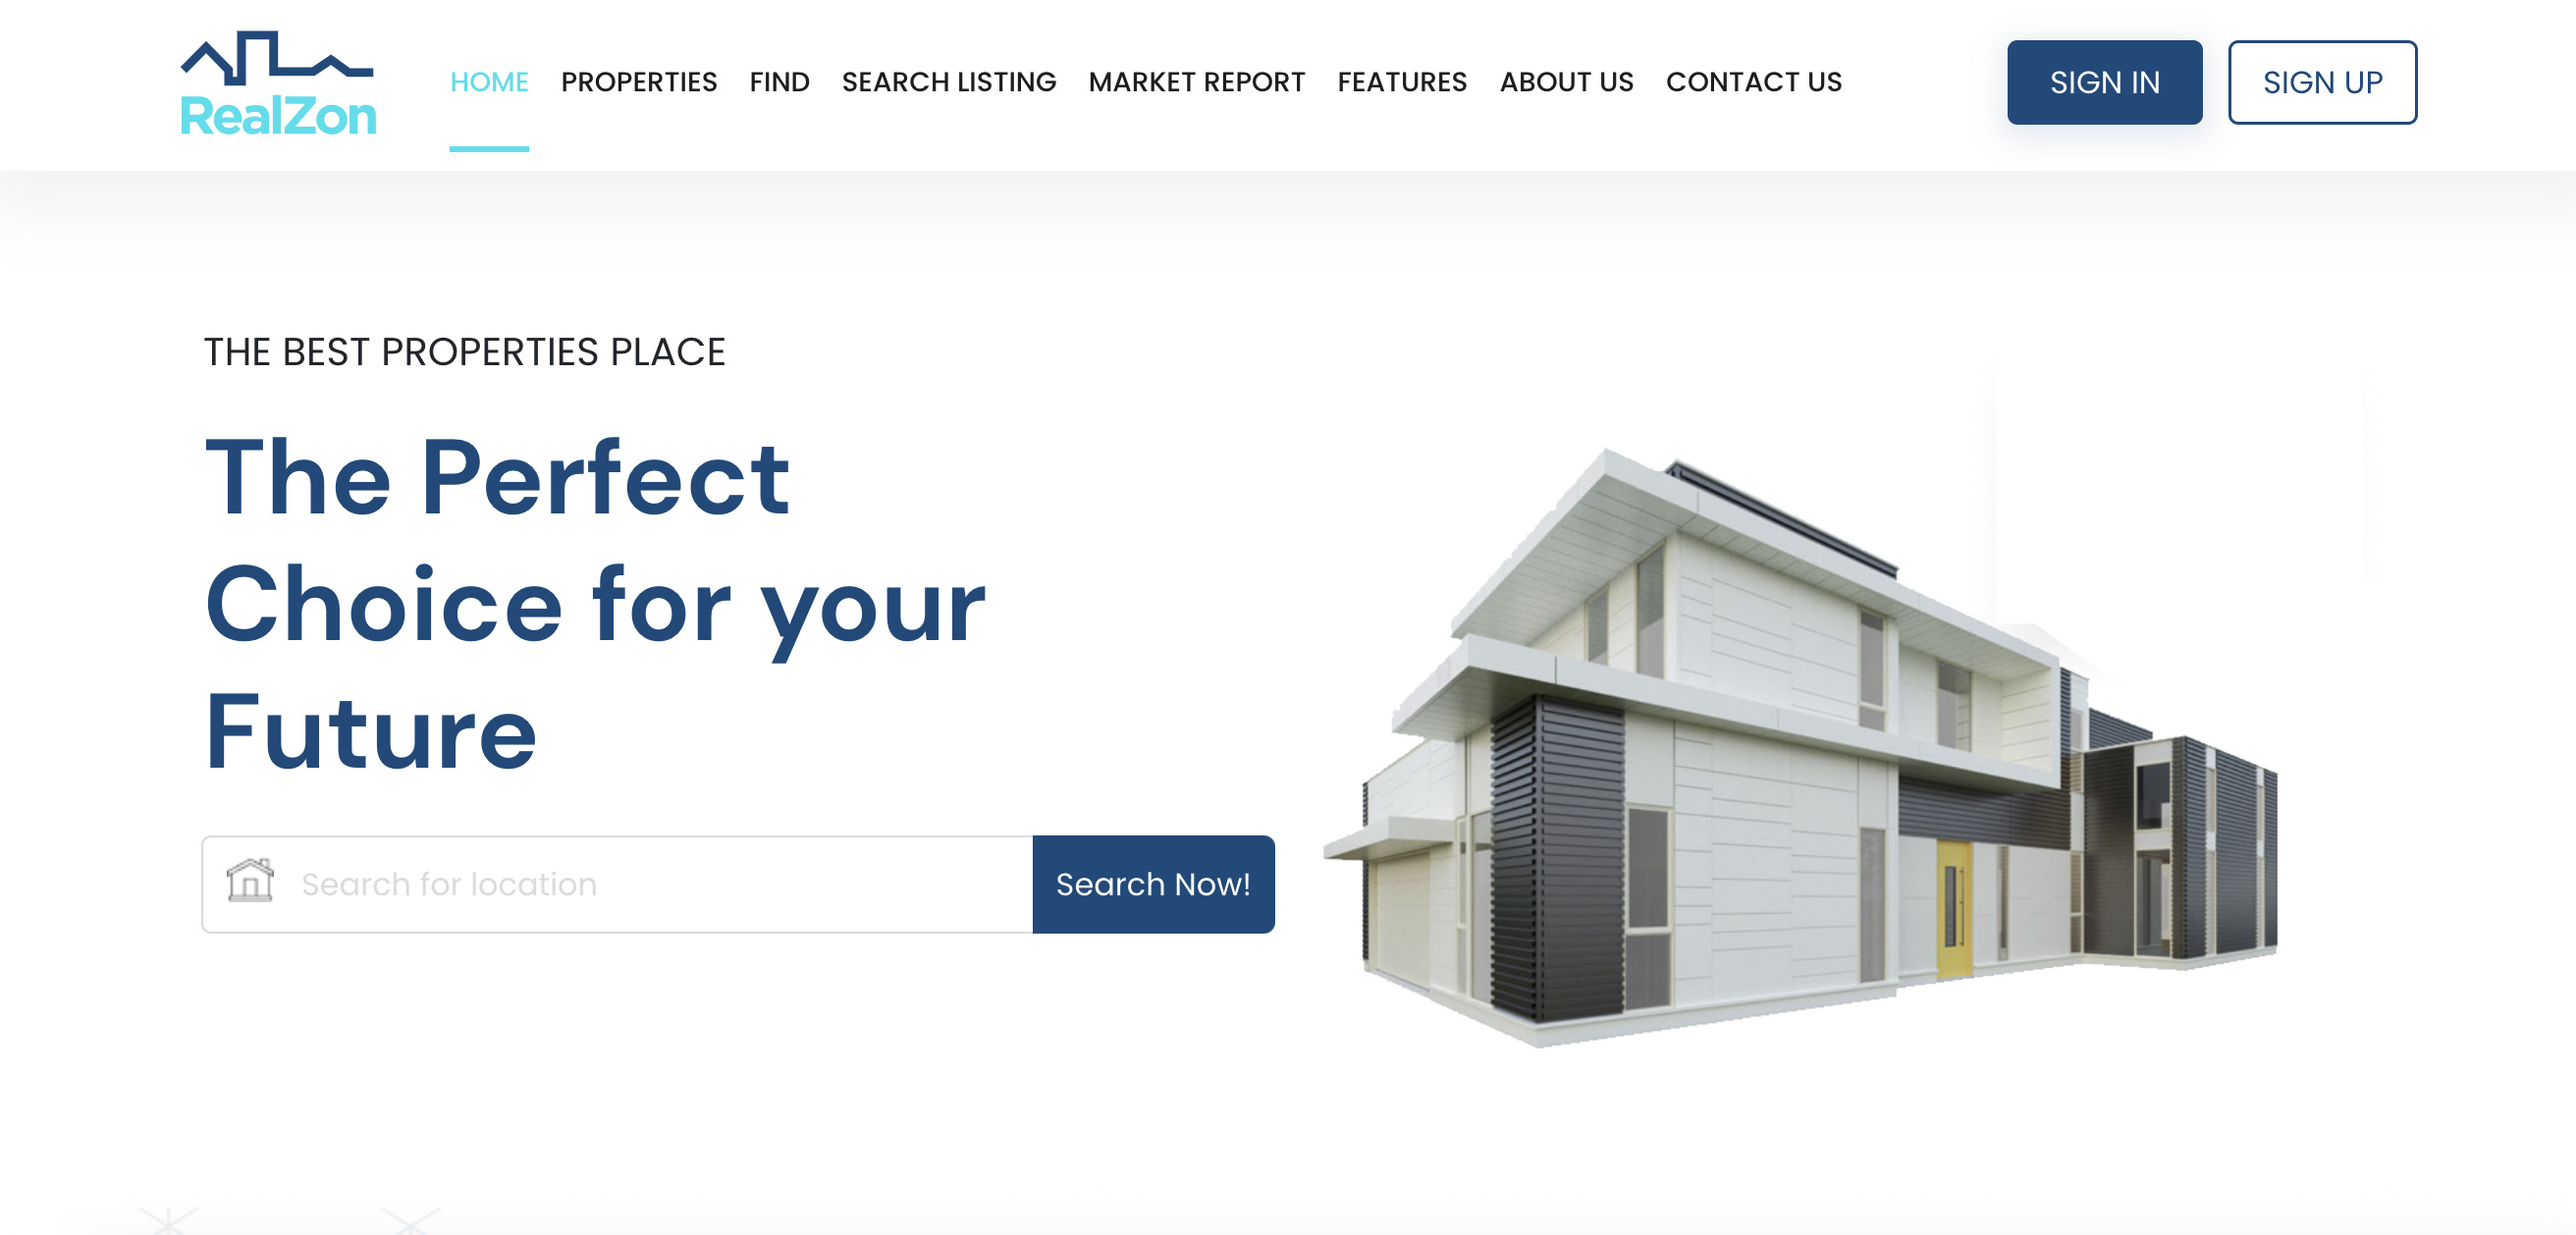 RealZon
HOME PROPERTIES FIND SEARCH LISTING MARKET REPORT FEATURES ABOUT US CONTACT US SIGN IN SIGN UP
THE BEST PROPERTIES PLACE
The Perfect
Choice for your
Future
Search for location Search Now!